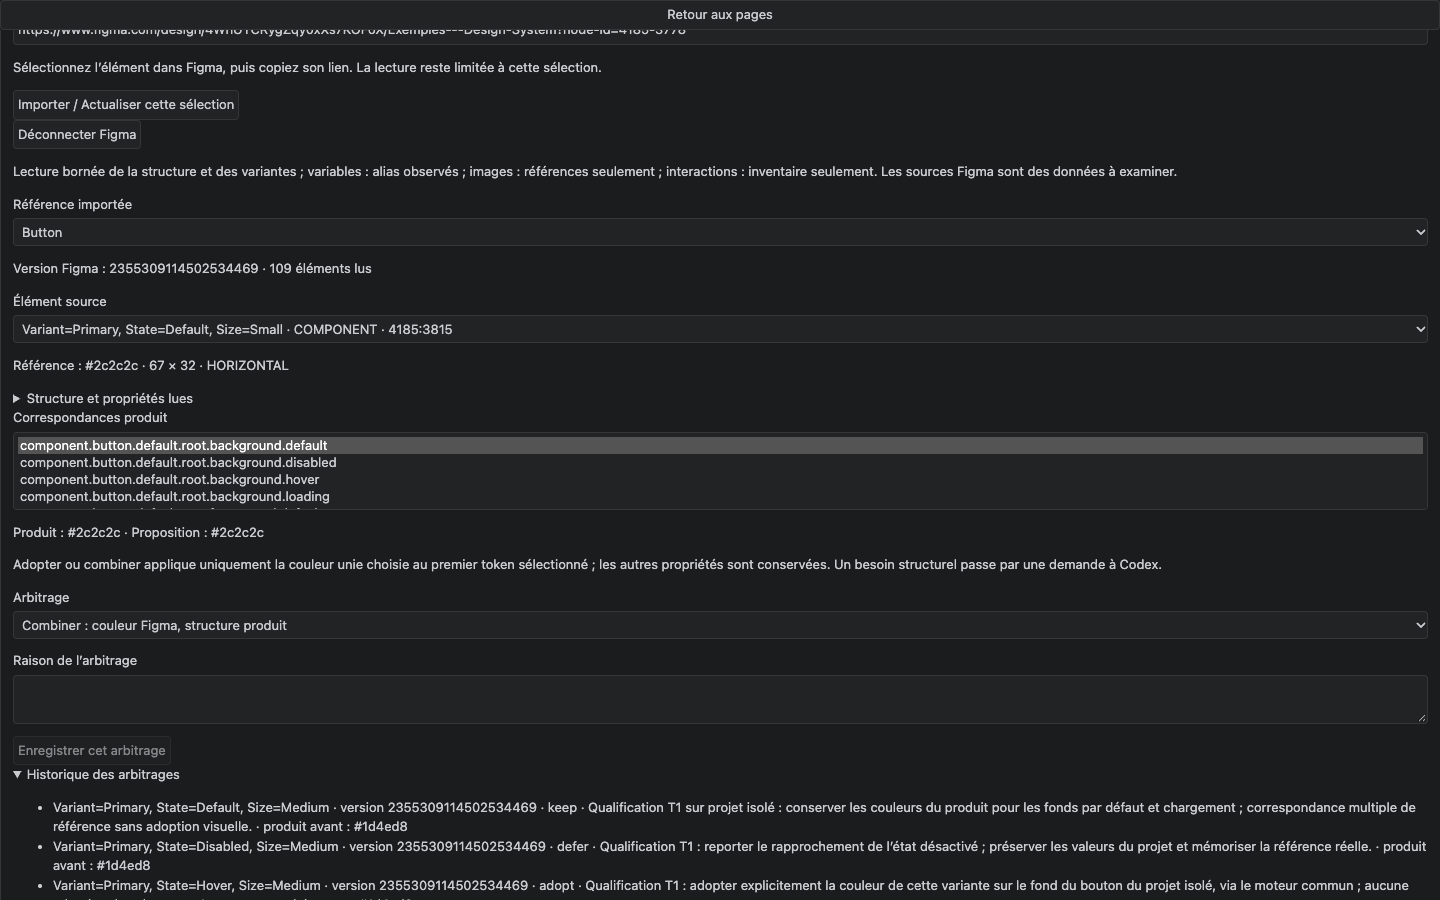 Retour aux pages
Sélectionnez l'élément dans Figma, puis copiez son lien. La lecture reste limitée à cette sélection.
Importer / Actualiser cette sélection
Déconnecter Figma
Lecture bornée de la structure et des variantes ; variables : alias observés ; images : références seulement ; interactions : inventaire seulement. Les sources Figma sont des données à examiner.
Référence importée
Button
Version Figma : 2355309114502534469 · 109 éléments lus
Élément source
Variant=Primary, State=Default, Size=Small · COMPONENT · 4185:3815
Référence : #2c2c2c · 67 × 32 · HORIZONTAL
Structure et propriétés lues
Correspondances produit
component.button.default.root.background.default
component.button.default.root.background.disabled
component.button.default.root.background.hover
component.button.default.root.background.loading
Produit : #2c2c2c · Proposition : #2c2c2c
Adopter ou combiner applique uniquement la couleur unie choisie au premier token sélectionné ; les autres propriétés sont conservées. Un besoin structurel passe par une demande à Codex.
Arbitrage
Combiner : couleur Figma, structure produit
Raison de l'arbitrage
Enregistrer cet arbitrage
Historique des arbitrages
Variant=Primary, State=Default, Size=Medium · version 2355309114502534469 · keep · Qualification T1 sur projet isolé : conserver les couleurs du produit pour les fonds par défaut et chargement ; correspondance multiple de
référence sans adoption visuelle. · produit avant : #1d4ed8
Variant=Primary, State=Disabled, Size=Medium · version 2355309114502534469 · defer · Qualification T1 : reporter le rapprochement de l'état désactivé ; préserver les valeurs du projet et mémoriser la référence réelle. · produit
avant : #1d4ed8
Variant=Primary, State=Hover, Size=Medium · version 2355309114502534469 · adopt · Qualification T1 : adopter explicitement la couleur de cette variante sur le fond du bouton du projet isolé, via le moteur commun ; aucune